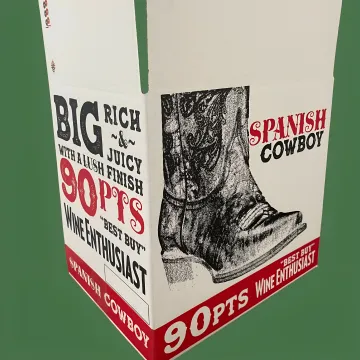 BIG RICH
-&-
JUICY
WITH A LUSH FINISH
90PTS
"BEST BUY"
WINE ENTHUSIAST
SPANISH COWBOY
SPANISH
COWBOY
90PTS "BEST BUY"
WINE ENTHUSIAST